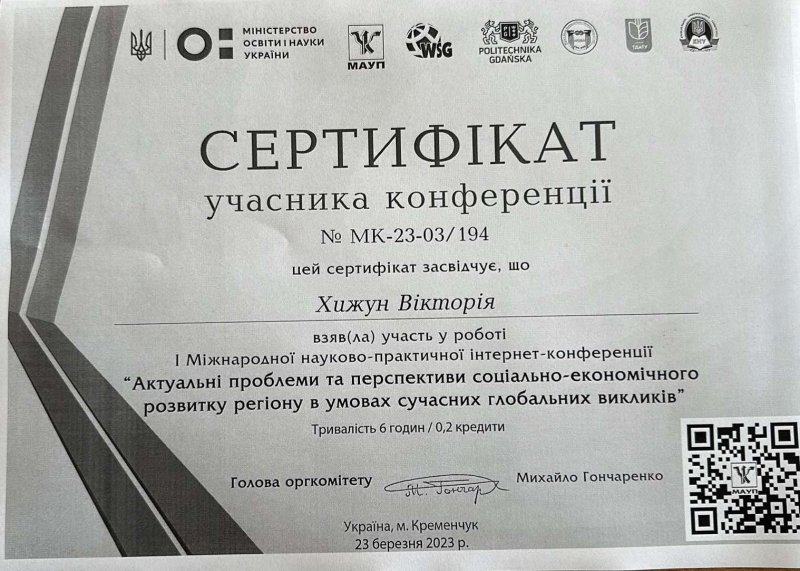 МІНІСТЕРСТВО
ОСВІТИ І НАУКИ
УКРАЇНИ
МАУП
WSG
POLITECHNIKA
GDAŃSKA
ТДАТУ
СЕРТИФІКАТ
учасника конференції
№ МК-23-03/194
цей сертифікат засвідчує, що
Хижун Вікторія
взяв(ла) участь у роботі
І Міжнародної науково-практичної інтернет-конференції
“Актуальні проблеми та перспективи соціально-економічного
розвитку регіону в умовах сучасних глобальних викликів”
Тривалість 6 годин / 0,2 кредити
Голова оргкомітету
М. Гончар
Михайло Гончаренко
МАУП
Україна, м. Кременчук
23 березня 2023 р.